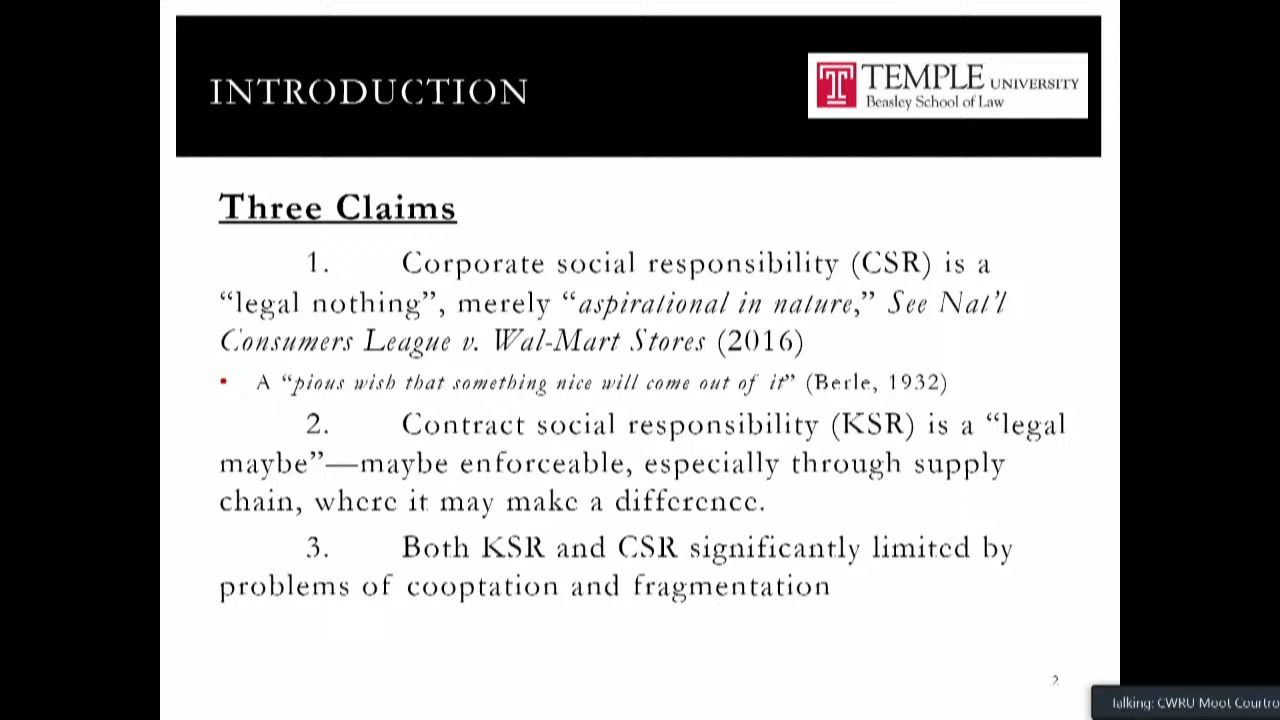 INTRODUCTION
TEMPLE UNIVERSITY
Beasley School of Law
Three Claims
1. Corporate social responsibility (CSR) is a
“legal nothing”, merely “aspirational in nature,” See Nat’l
Consumers League v. Wal-Mart Stores (2016)
• A “pious wish that something nice will come out of it” (Berle, 1932)
2. Contract social responsibility (KSR) is a “legal
maybe”—maybe enforceable, especially through supply
chain, where it may make a difference.
3. Both KSR and CSR significantly limited by
problems of cooptation and fragmentation
2
Talking: CWRU Moot Courtro